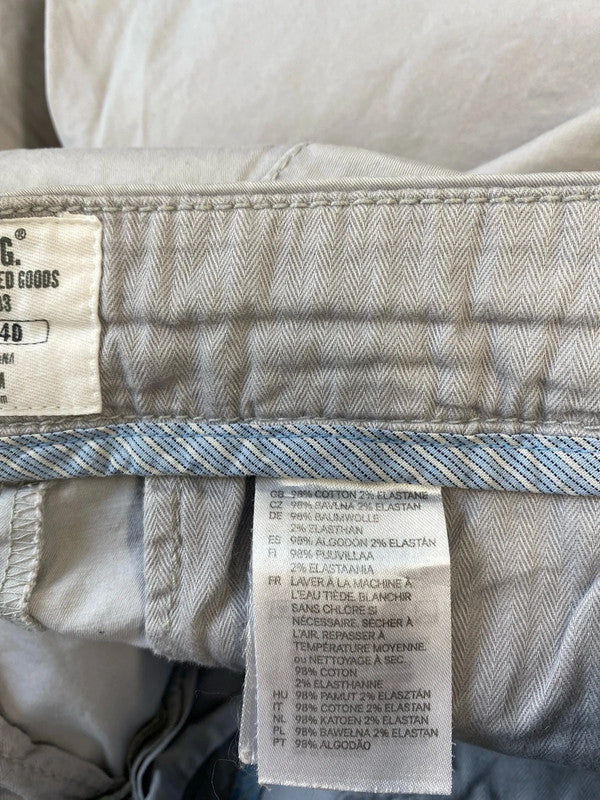 G.®
ED GOODS
93
40
NA
M
m
GB 98% COTTON 2% ELASTANE
CZ 98% BAVLNA 2% ELASTAN
DE 98% BAUMWOLLE
2% ELASTHAN
ES 98% ALGODÓN 2% ELASTÁN
FI 98% PUUVILLAA
2% ELASTAANIA
FR LAVER À LA MACHINE À
L'EAU TIÈDE. BLANCHIR
SANS CHLORE SI
NÉCESSAIRE. SÉCHER À
L'AIR. REPASSER À
TEMPÉRATURE MOYENNE.
ou NETTOYAGE À SEC.
98% COTON
2% ELASTHANNE
HU 98% PAMUT 2% ELASZTÁN
IT 98% COTONE 2% ELASTAN
NL 98% KATOEN 2% ELASTAN
PL 98% BAWEŁNA 2% ELASTAN
PT 98% ALGODÃO